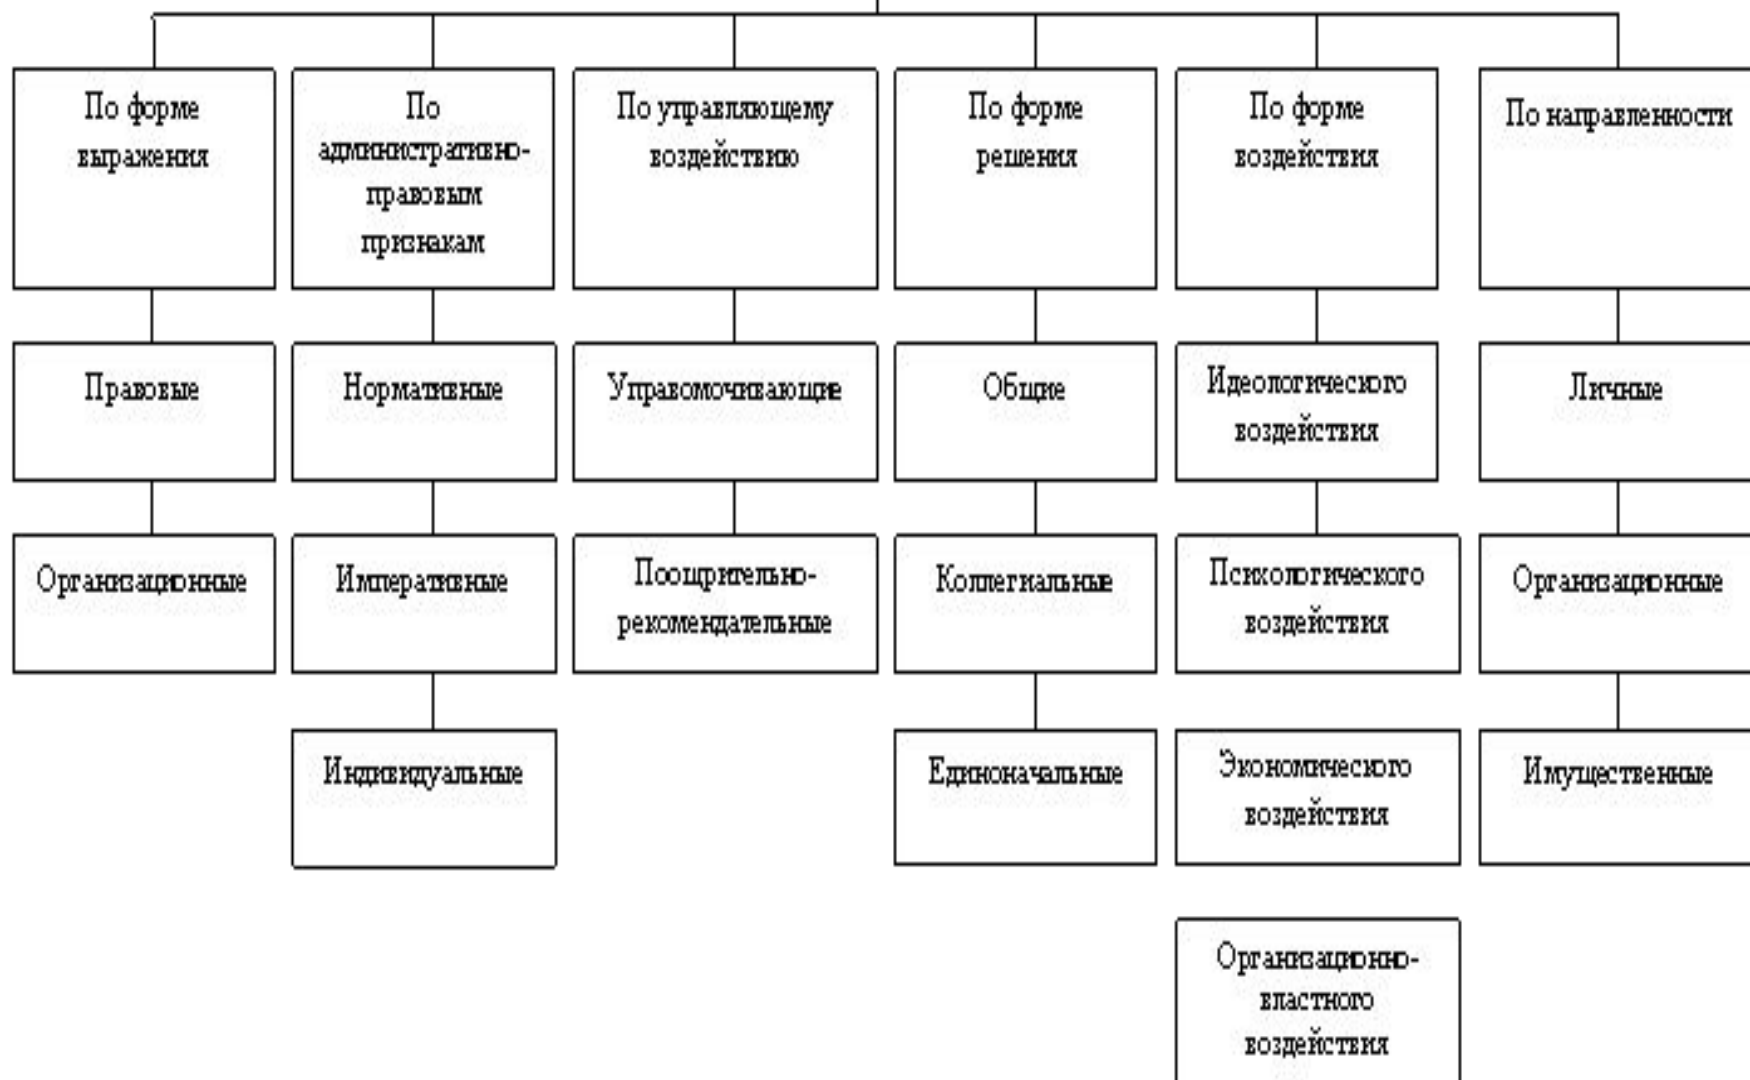 По форме
выражения
По
административно-
правовым
признакам
По управляющему
воздействию
По форме
решения
По форме
воздействия
По направленности
Правовые
Нормативные
Управомочивающие
Общие
Идеологического
воздействия
Личные
Организационные
Императивные
Поощрительно-
рекомендательные
Коллегиальные
Психологического
воздействия
Организационные
Индивидуальные
Единоначальные
Экономического
воздействия
Имущественные
Организационно-
властного
воздействия